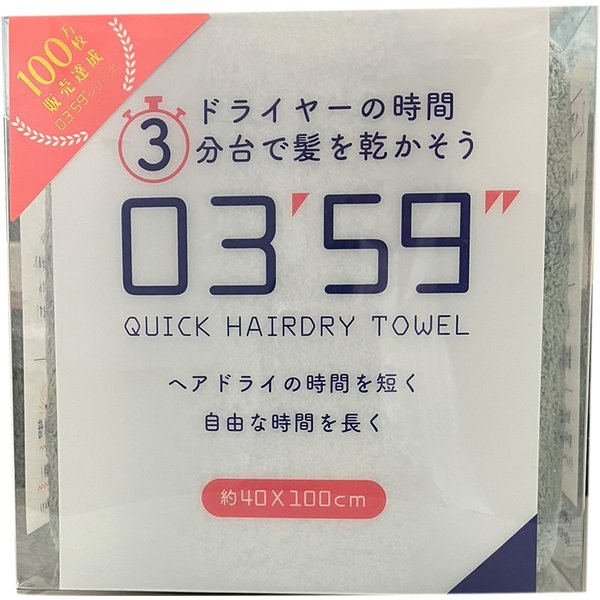 100万枚
販売達成
03'59"シリーズ
ドライヤーの時間
3
分台で髪を乾かそう
03'59"
QUICK HAIRDRY TOWEL
ヘアドライの時間を短く
自由な時間を長く
約40X100cm